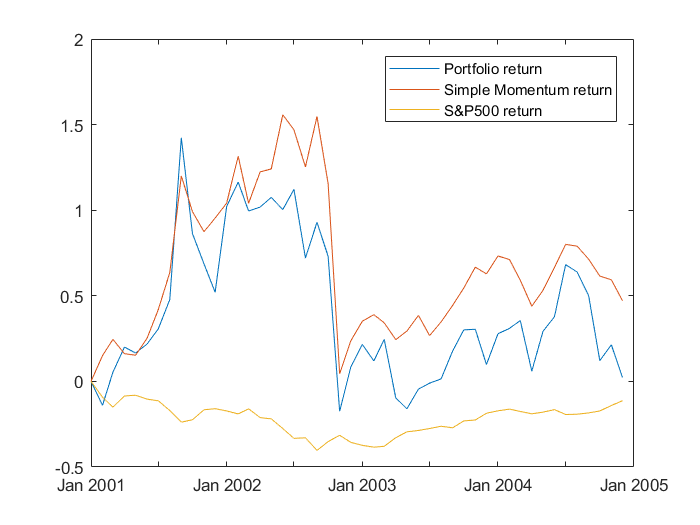 2
1.5
1
0.5
0
-0.5
Portfolio return
Simple Momentum return
S&P500 return
Jan 2001 Jan 2002 Jan 2003 Jan 2004 Jan 2005